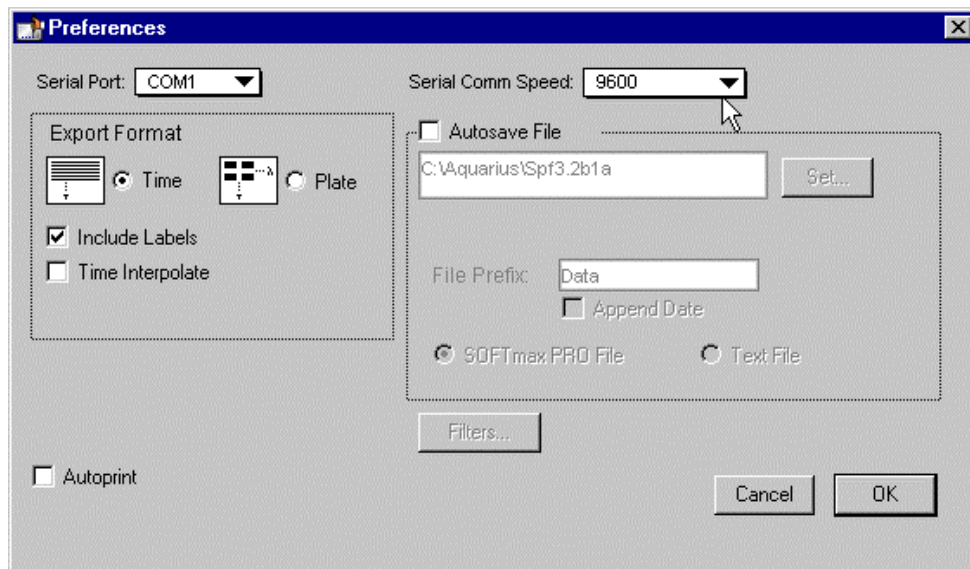 Preferences
Serial Port: COM1
Serial Comm Speed: 9600
Export Format
Time
λ
Plate
Include Labels
Time Interpolate
Autosave File
C:\Aquarius\Spf3.2b1a
Set...
File Prefix: Data
Append Date
SOFTmax PRO File
Text File
Filters...
Autoprint
Cancel
OK